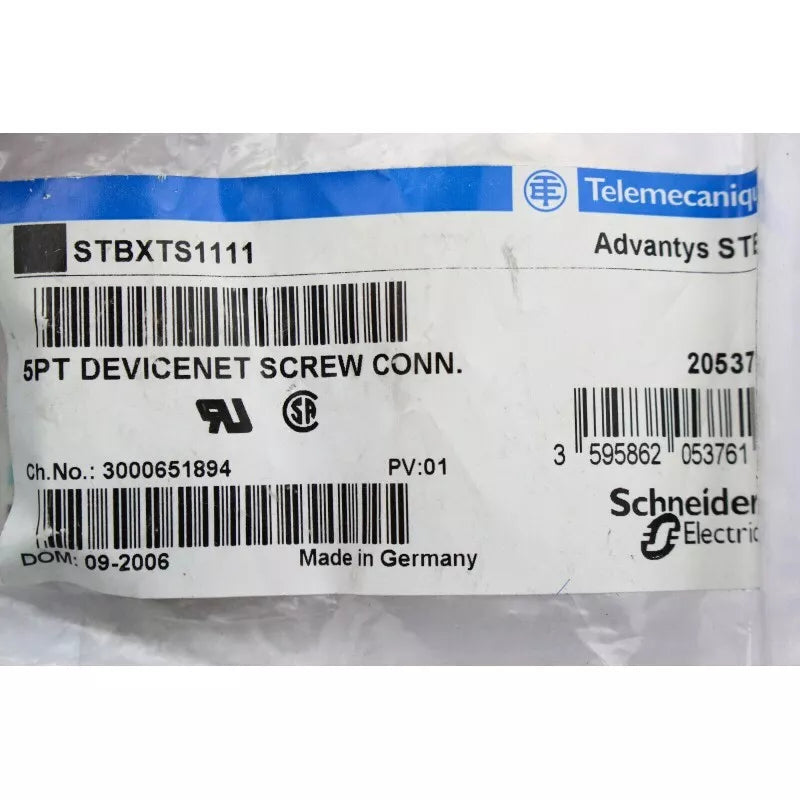 Telemecaniqu
STBXTS1111
Advantys STB
5PT DEVICENET SCREW CONN.
20537
Ch.No.: 3000651894
PV:01
3 595862 053761
Schneider
Electric
DOM: 09-2006
Made in Germany